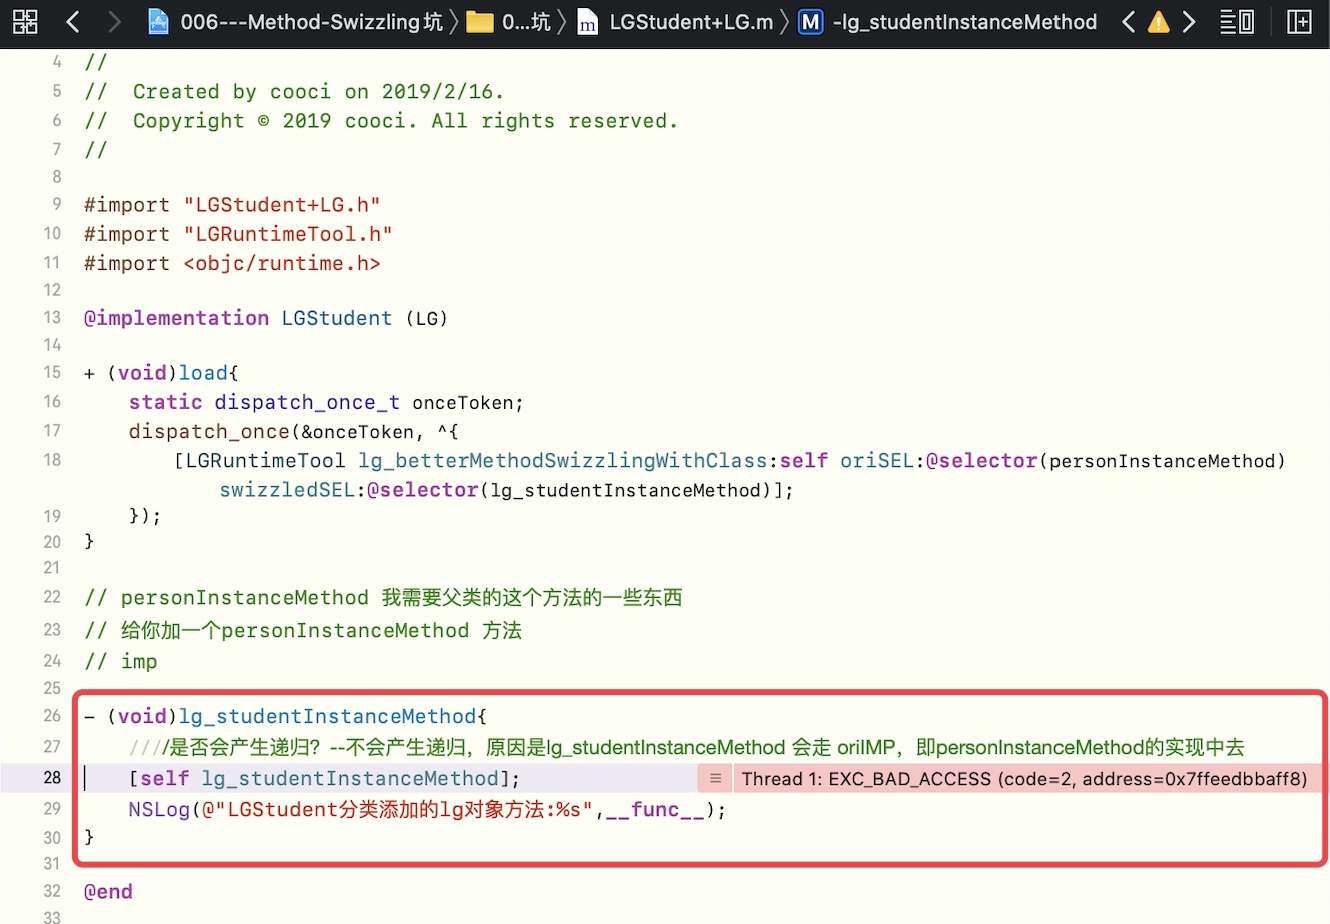 006---Method-Swizzling坑 〉 0...坑 〉 m LGStudent+LG.m 〉 M -lg_studentInstanceMethod
4 //
5 //  Created by cooci on 2019/2/16.
6 //  Copyright © 2019 cooci. All rights reserved.
7 //
8
9 #import "LGStudent+LG.h"
10 #import "LGRuntimeTool.h"
11 #import <objc/runtime.h>
12
13 @implementation LGStudent (LG)
14
15 + (void)load{
16     static dispatch_once_t onceToken;
17     dispatch_once(&onceToken, ^{
18         [LGRuntimeTool lg_betterMethodSwizzlingWithClass:self oriSEL:@selector(personInstanceMethod)
swizzledSEL:@selector(lg_studentInstanceMethod)];
19     });
20 }
21
22 // personInstanceMethod 我需要父类的这个方法的一些东西
23 // 给你加一个personInstanceMethod 方法
24 // imp
25
26 - (void)lg_studentInstanceMethod{
27     ////是否会产生递归？--不会产生递归，原因是lg_studentInstanceMethod 会走 oriIMP，即personInstanceMethod的实现中去
28     [self lg_studentInstanceMethod]; Thread 1: EXC_BAD_ACCESS (code=2, address=0x7ffeedbbaff8)
29     NSLog(@"LGStudent分类添加的lg对象方法:%s",__func__);
30 }
31
32 @end
33